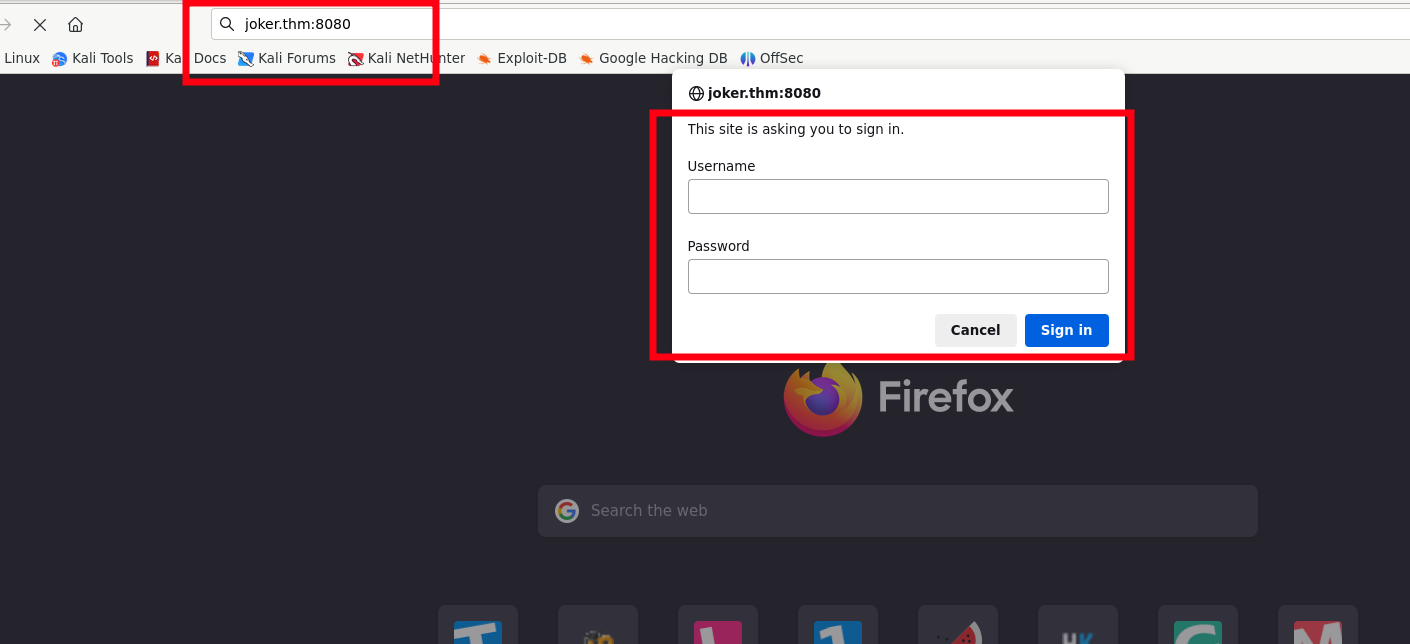 joker.thm:8080
Linux Kali Tools Ka Docs Kali Forums Kali NetHunter Exploit-DB Google Hacking DB OffSec
joker.thm:8080
This site is asking you to sign in.
Username
Password
Cancel Sign in
Firefox
Search the web
T L 1 HK G M